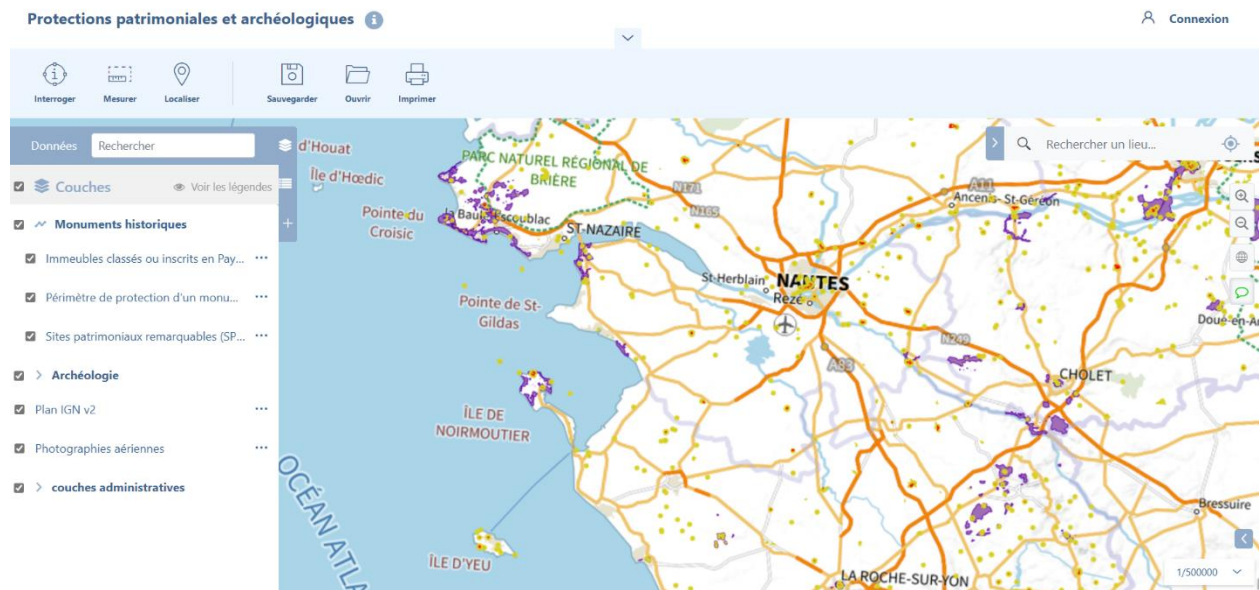 Protections patrimoniales et archéologiques
Connexion
Interroger
Mesurer
Localiser
Sauvegarder
Ouvrir
Imprimer
Données
Rechercher
Couches
Voir les légendes
Monuments historiques
Immeubles classés ou inscrits en Pay...
Périmètre de protection d'un monu...
Sites patrimoniaux remarquables (SP...
Archéologie
Plan IGN v2
Photographies aériennes
couches administratives
Rechercher un lieu...
d'Houat
Île d'Hœdic
PARC NATUREL RÉGIONAL DE
BRIÈRE
N171
N165
A11
Ancenis-St-Géréon
Pointe du
Croisic
la Baule-Escoublac
ST-NAZAIRE
St-Herblain
NANTES
Rezé
Pointe de St-
Gildas
Doué-en-A
N249
A83
CHOLET
ÎLE DE
NOIRMOUTIER
OCÉAN ATLA
Bressuire
ÎLE D'YEU
LA ROCHE-SUR-YON
1/500000